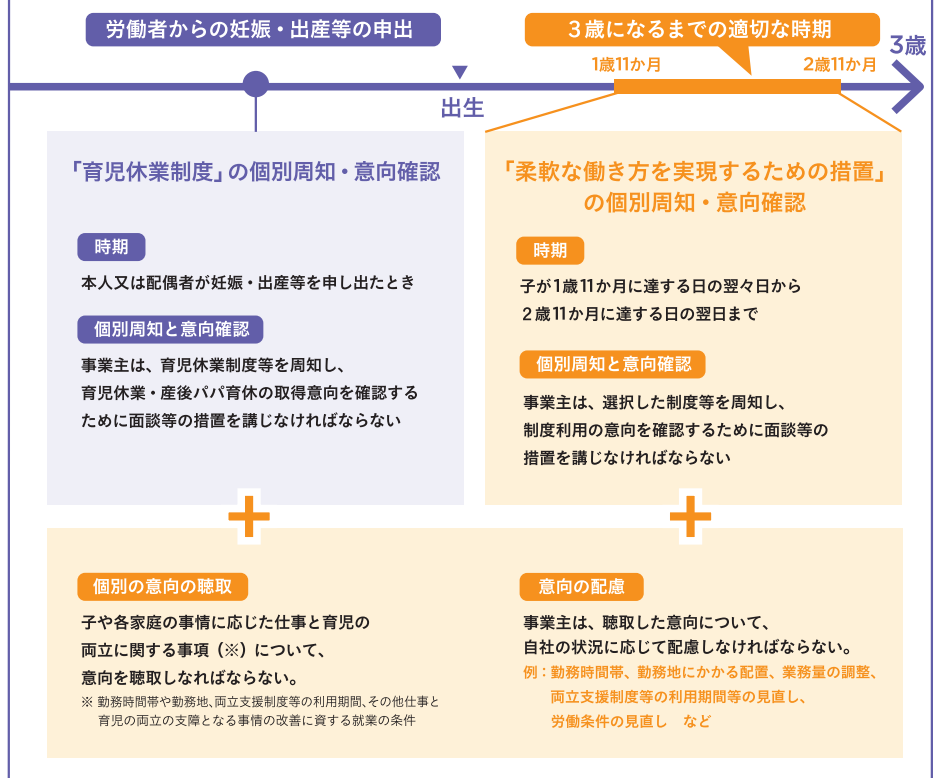 労働者からの妊娠・出産等の申出
3歳になるまでの適切な時期
1歳11か月
2歳11か月
3歳
出生
「育児休業制度」の個別周知・意向確認
時期
本人又は配偶者が妊娠・出産等を申し出たとき
個別周知と意向確認
事業主は、育児休業制度等を周知し、
育児休業・産後パパ育休の取得意向を確認する
ために面談等の措置を講じなければならない
「柔軟な働き方を実現するための措置」
の個別周知・意向確認
時期
子が1歳11か月に達する日の翌々日から
2歳11か月に達する日の翌日まで
個別周知と意向確認
事業主は、選択した制度等を周知し、
制度利用の意向を確認するために面談等の
措置を講じなければならない
個別の意向の聴取
子や各家庭の事情に応じた仕事と育児の
両立に関する事項（※）について、
意向を聴取しなねばならない。
※ 勤務時間帯や勤務地、両立支援制度等の利用期間、その他仕事と
育児の両立の支障となる事情の改善に資する就業の条件
意向の配慮
事業主は、聴取した意向について、
自社の状況に応じて配慮しなければならない。
例：勤務時間帯、勤務地にかかる配置、業務量の調整、
両立支援制度等の利用期間等の見直し、
労働条件の見直し など